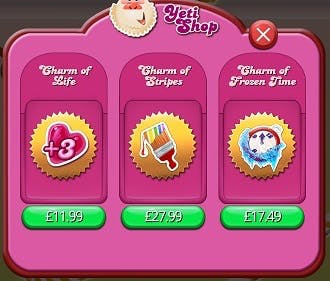 Yeti
Shop
Charm of
Life
Charm of
Stripes
Charm of
Frozen Time
+3
£11.99
£27.99
£17.49